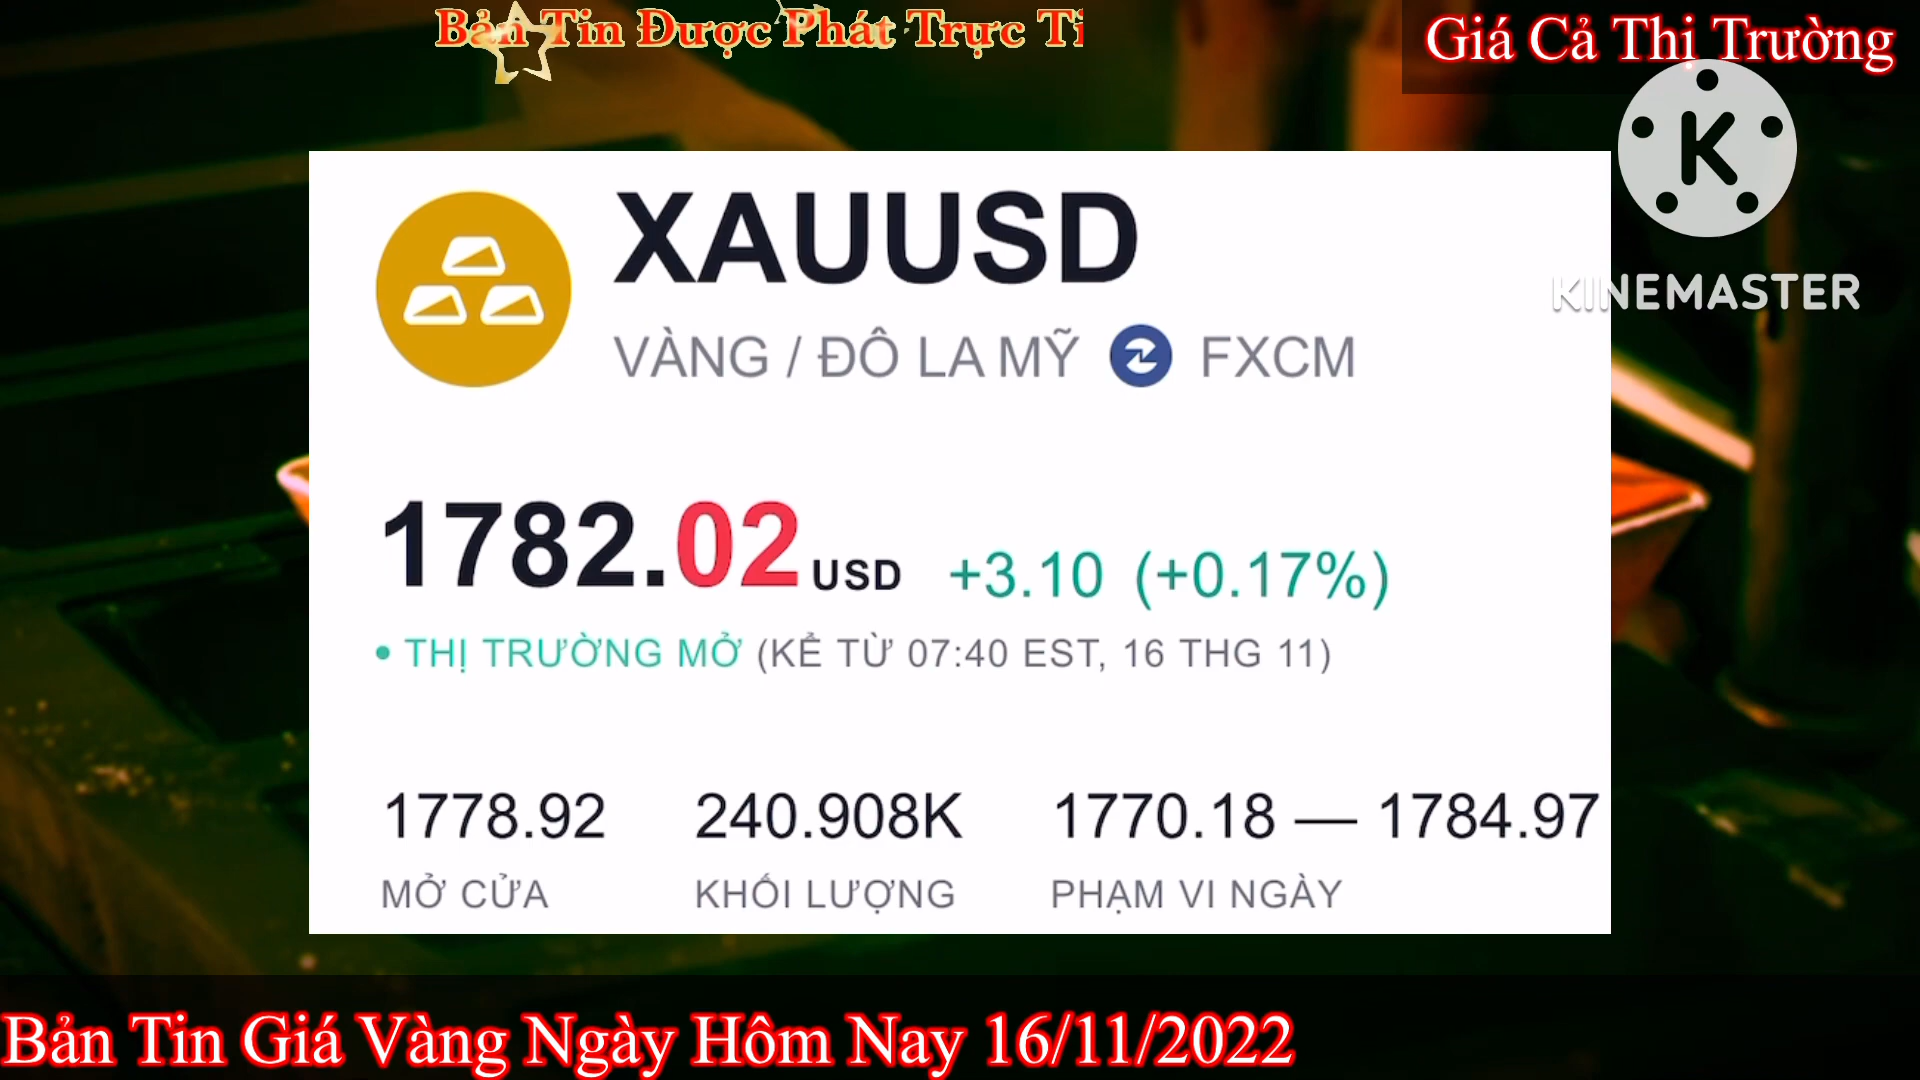 Bản Tin Được Phát Trực Ti
Giá Cả Thị Trường
K
KINEMASTER
XAUUSD
VÀNG / ĐÔ LA MỸ FXCM
1782.02 USD +3.10 (+0.17%)
• THỊ TRƯỜNG MỞ (KỂ TỪ 07:40 EST, 16 THG 11)
1778.92 240.908K 1770.18 — 1784.97
MỞ CỬA KHỐI LƯỢNG PHẠM VI NGÀY
Bản Tin Giá Vàng Ngày Hôm Nay 16/11/2022